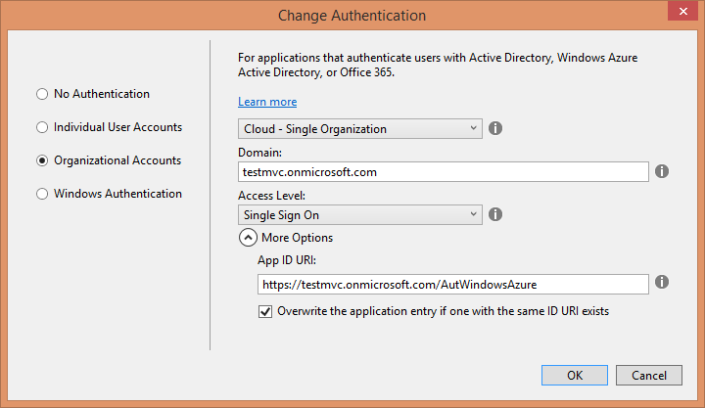 Change Authentication
No Authentication
Individual User Accounts
Organizational Accounts
Windows Authentication
For applications that authenticate users with Active Directory, Windows Azure
Active Directory, or Office 365.
Learn more
Cloud - Single Organization
Domain:
testmvc.onmicrosoft.com
Access Level:
Single Sign On
More Options
App ID URI:
https://testmvc.onmicrosoft.com/AutWindowsAzure
Overwrite the application entry if one with the same ID URI exists
OK
Cancel